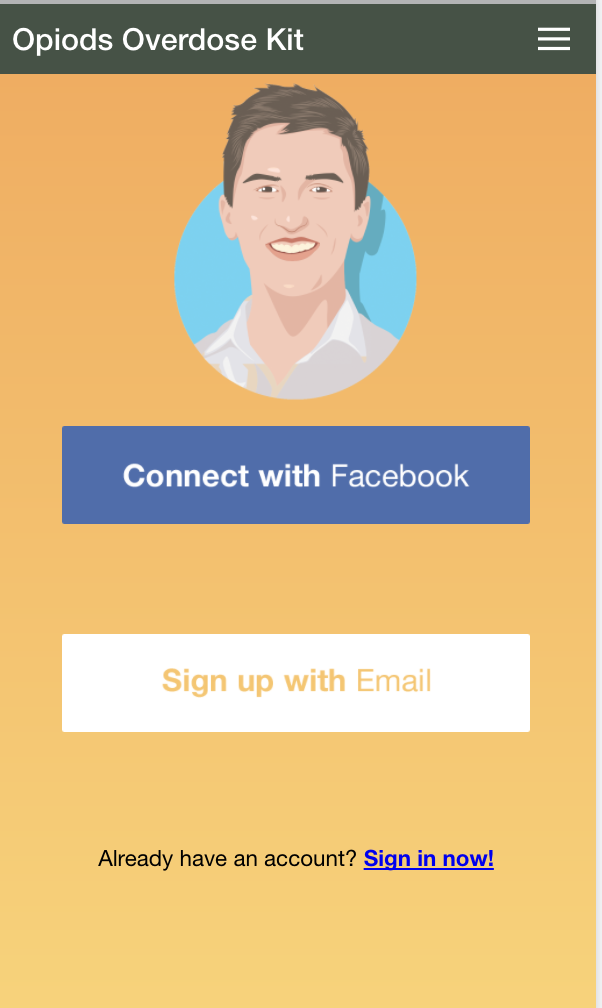 Opiods Overdose Kit
Connect with Facebook
Sign up with Email
Already have an account? Sign in now!